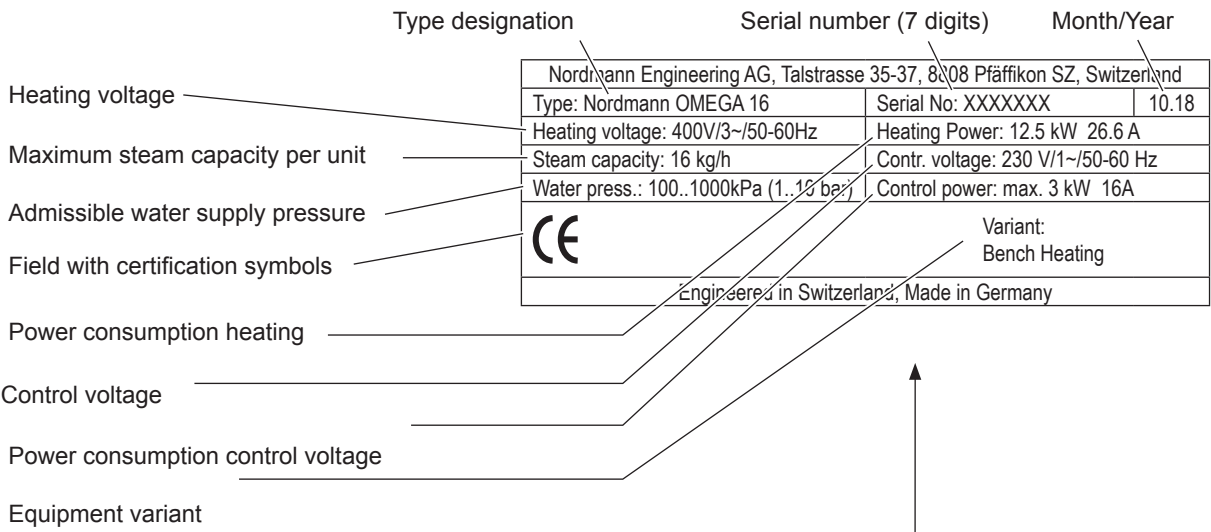 Type designation
Serial number (7 digits)
Month/Year
Heating voltage
Maximum steam capacity per unit
Admissible water supply pressure
Field with certification symbols
Power consumption heating
Control voltage
Power consumption control voltage
Equipment variant
Nordmann Engineering AG, Talstrasse 35-37, 8808 Pfäffikon SZ, Switzerland
Type: Nordmann OMEGA 16
Serial No: XXXXXXX
10.18
Heating voltage: 400V/3~/50-60Hz
Heating Power: 12.5 kW 26.6 A
Steam capacity: 16 kg/h
Contr. voltage: 230 V/1~/50-60 Hz
Water press.: 100..1000kPa (1..10 bar)
Control power: max. 3 kW 16A
CE
Variant:
Bench Heating
Engineered in Switzerland, Made in Germany